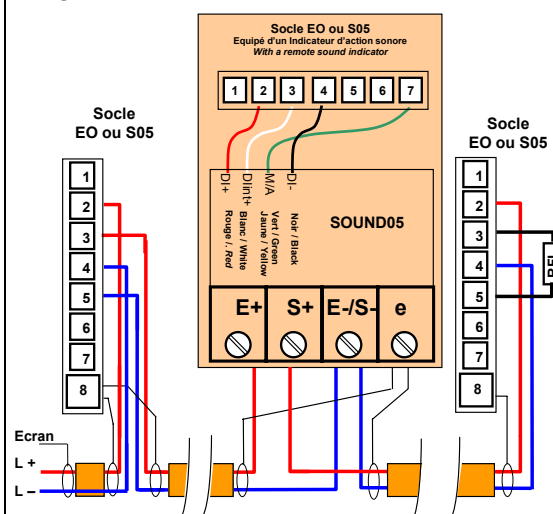 Socle EO ou S05
Equipé d'un Indicateur d'action sonore
With a remote sound indicator
1 2 3 4 5 6 7
DI+
DIint+
M/A
DI-
Rouge /. Red
Blanc / White
Jaune / Yellow
Vert / Green
Noir / Black
SOUND05
E+ S+ E-/S- e
Socle
EO ou S05
1
2
3
4
5
6
7
8
Ecran
L +
L –
Socle
EO ou S05
1
2
3
4
5
6
7
8